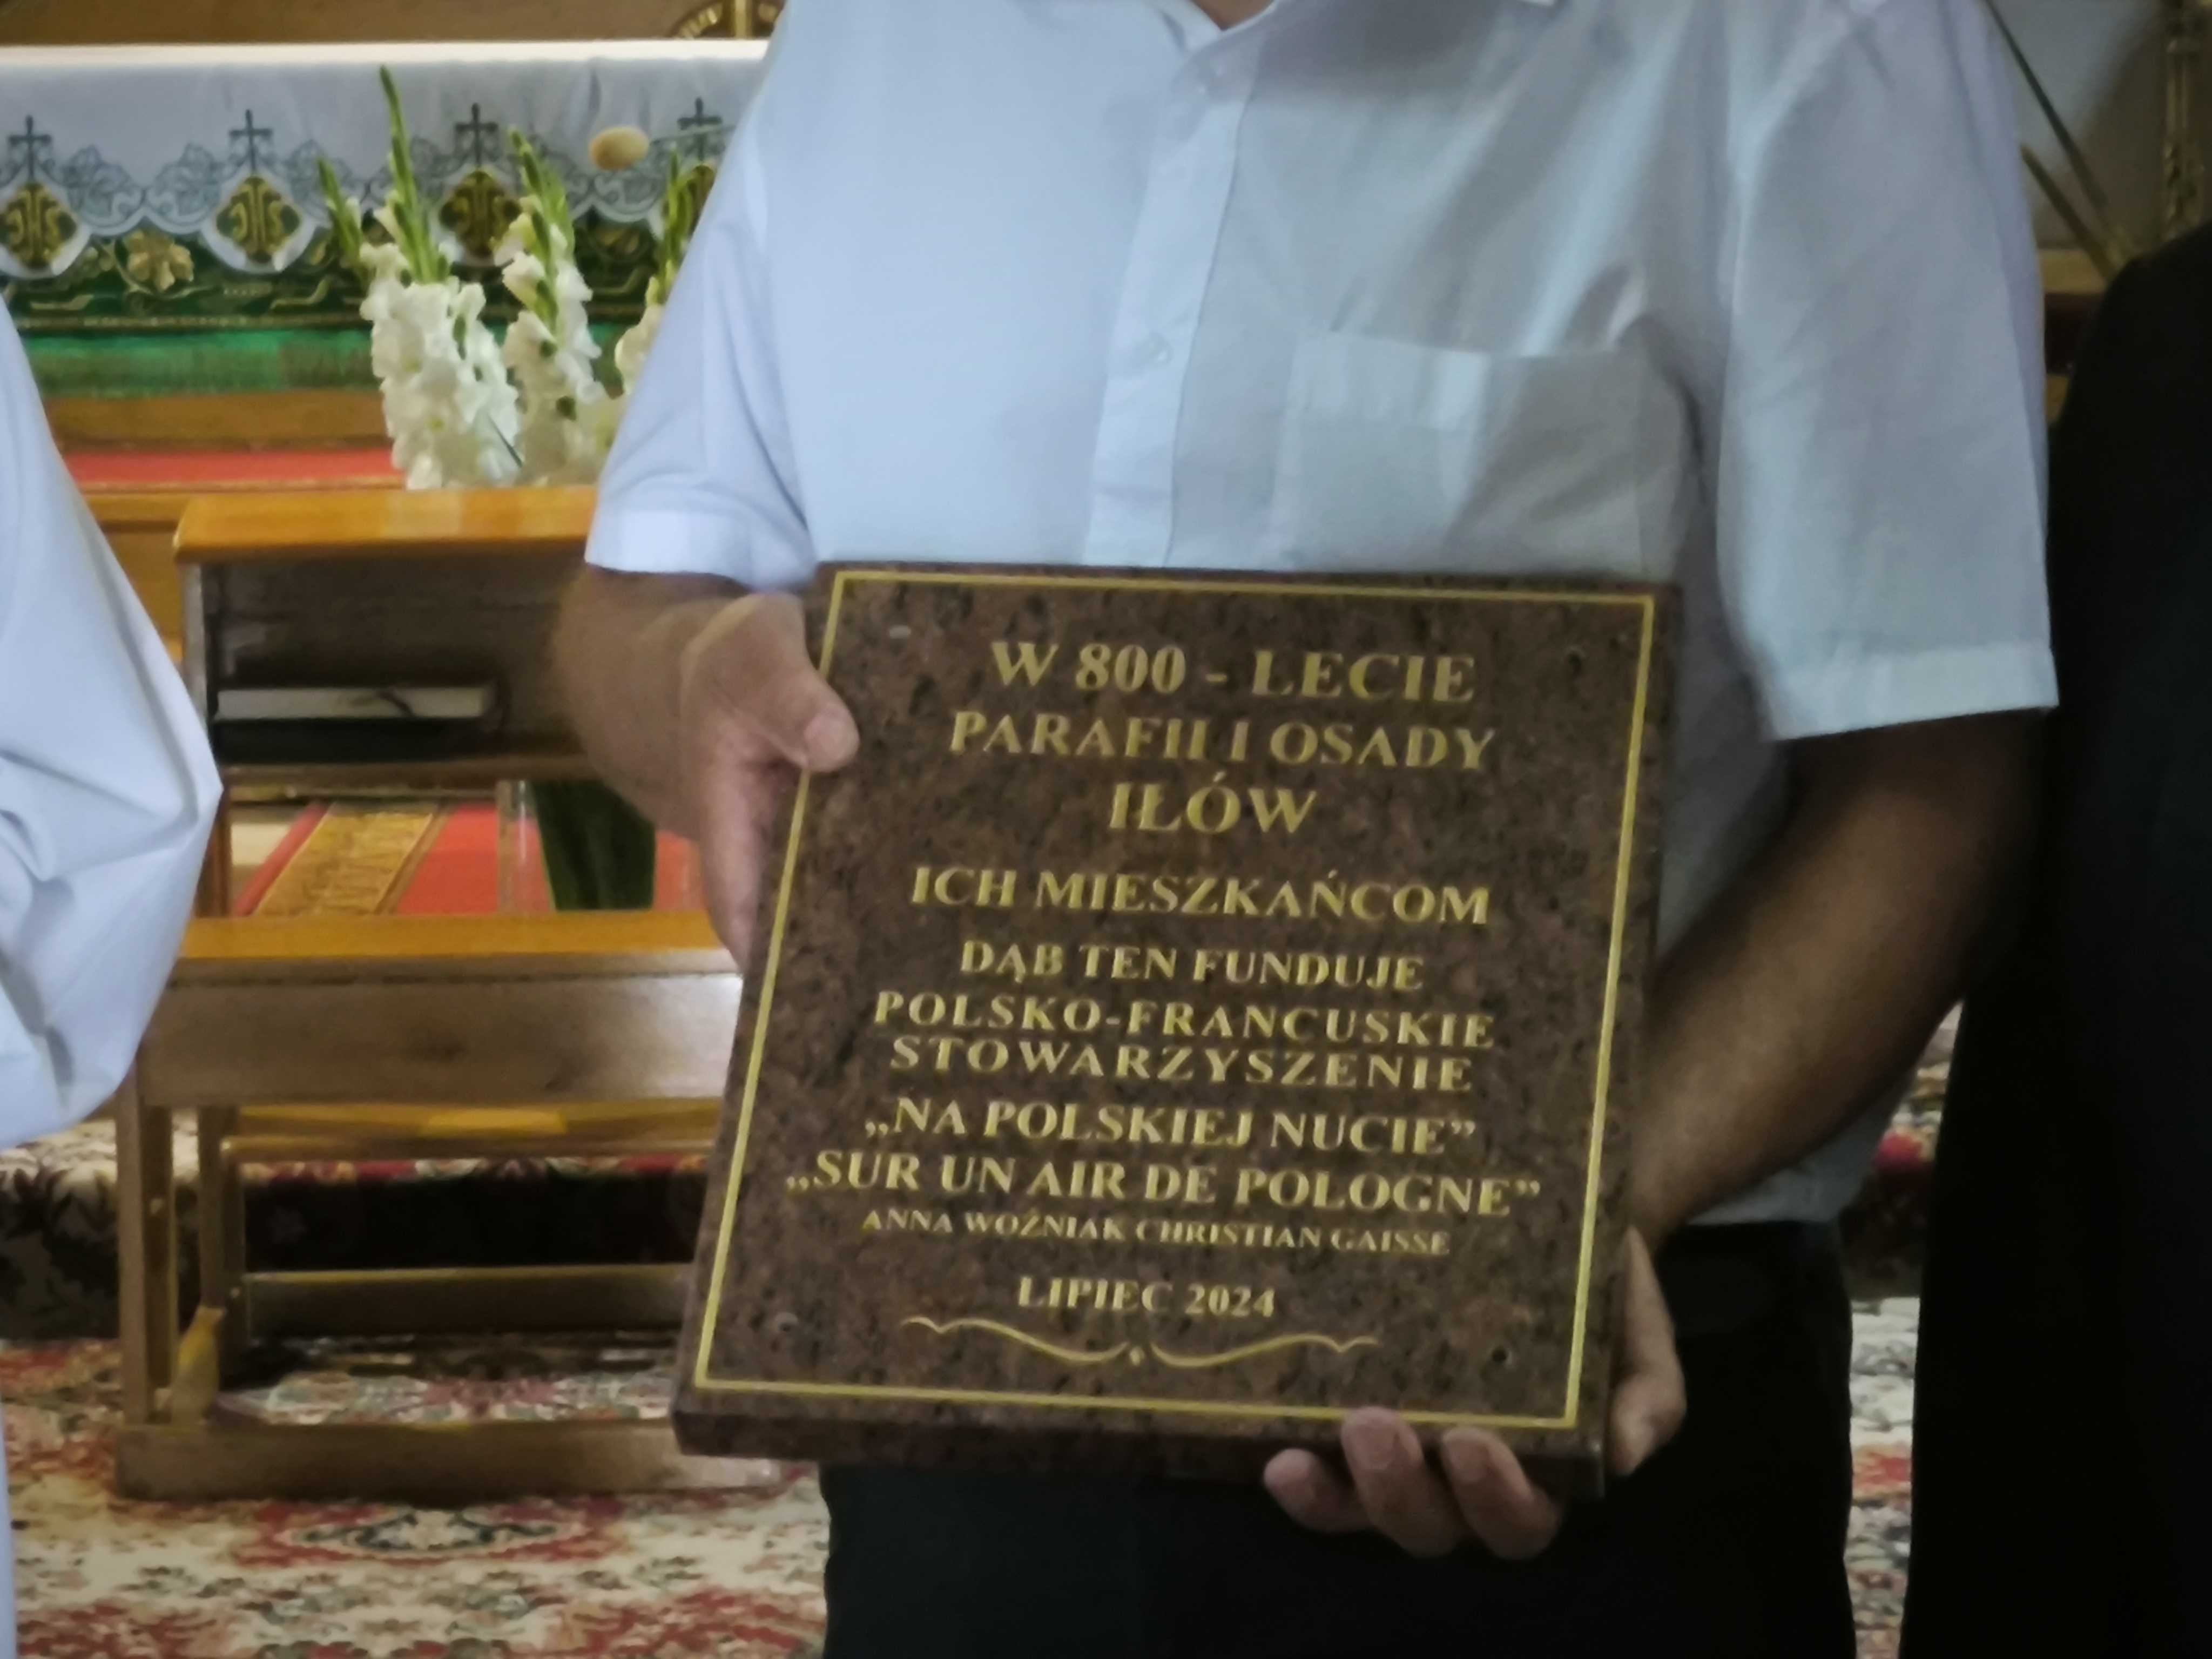 W 800 - LECIE
PARAFII I OSADY
IŁÓW
ICH MIESZKAŃCOM
DĄB TEN FUNDUJE
POLSKO-FRANCUSKIE
STOWARZYSZENIE
„NA POLSKIEJ NUCIE”
„SUR UN AIR DE POLOGNE”
ANNA WOŹNIAK CHRISTIAN GAISSE
LIPIEC 2024